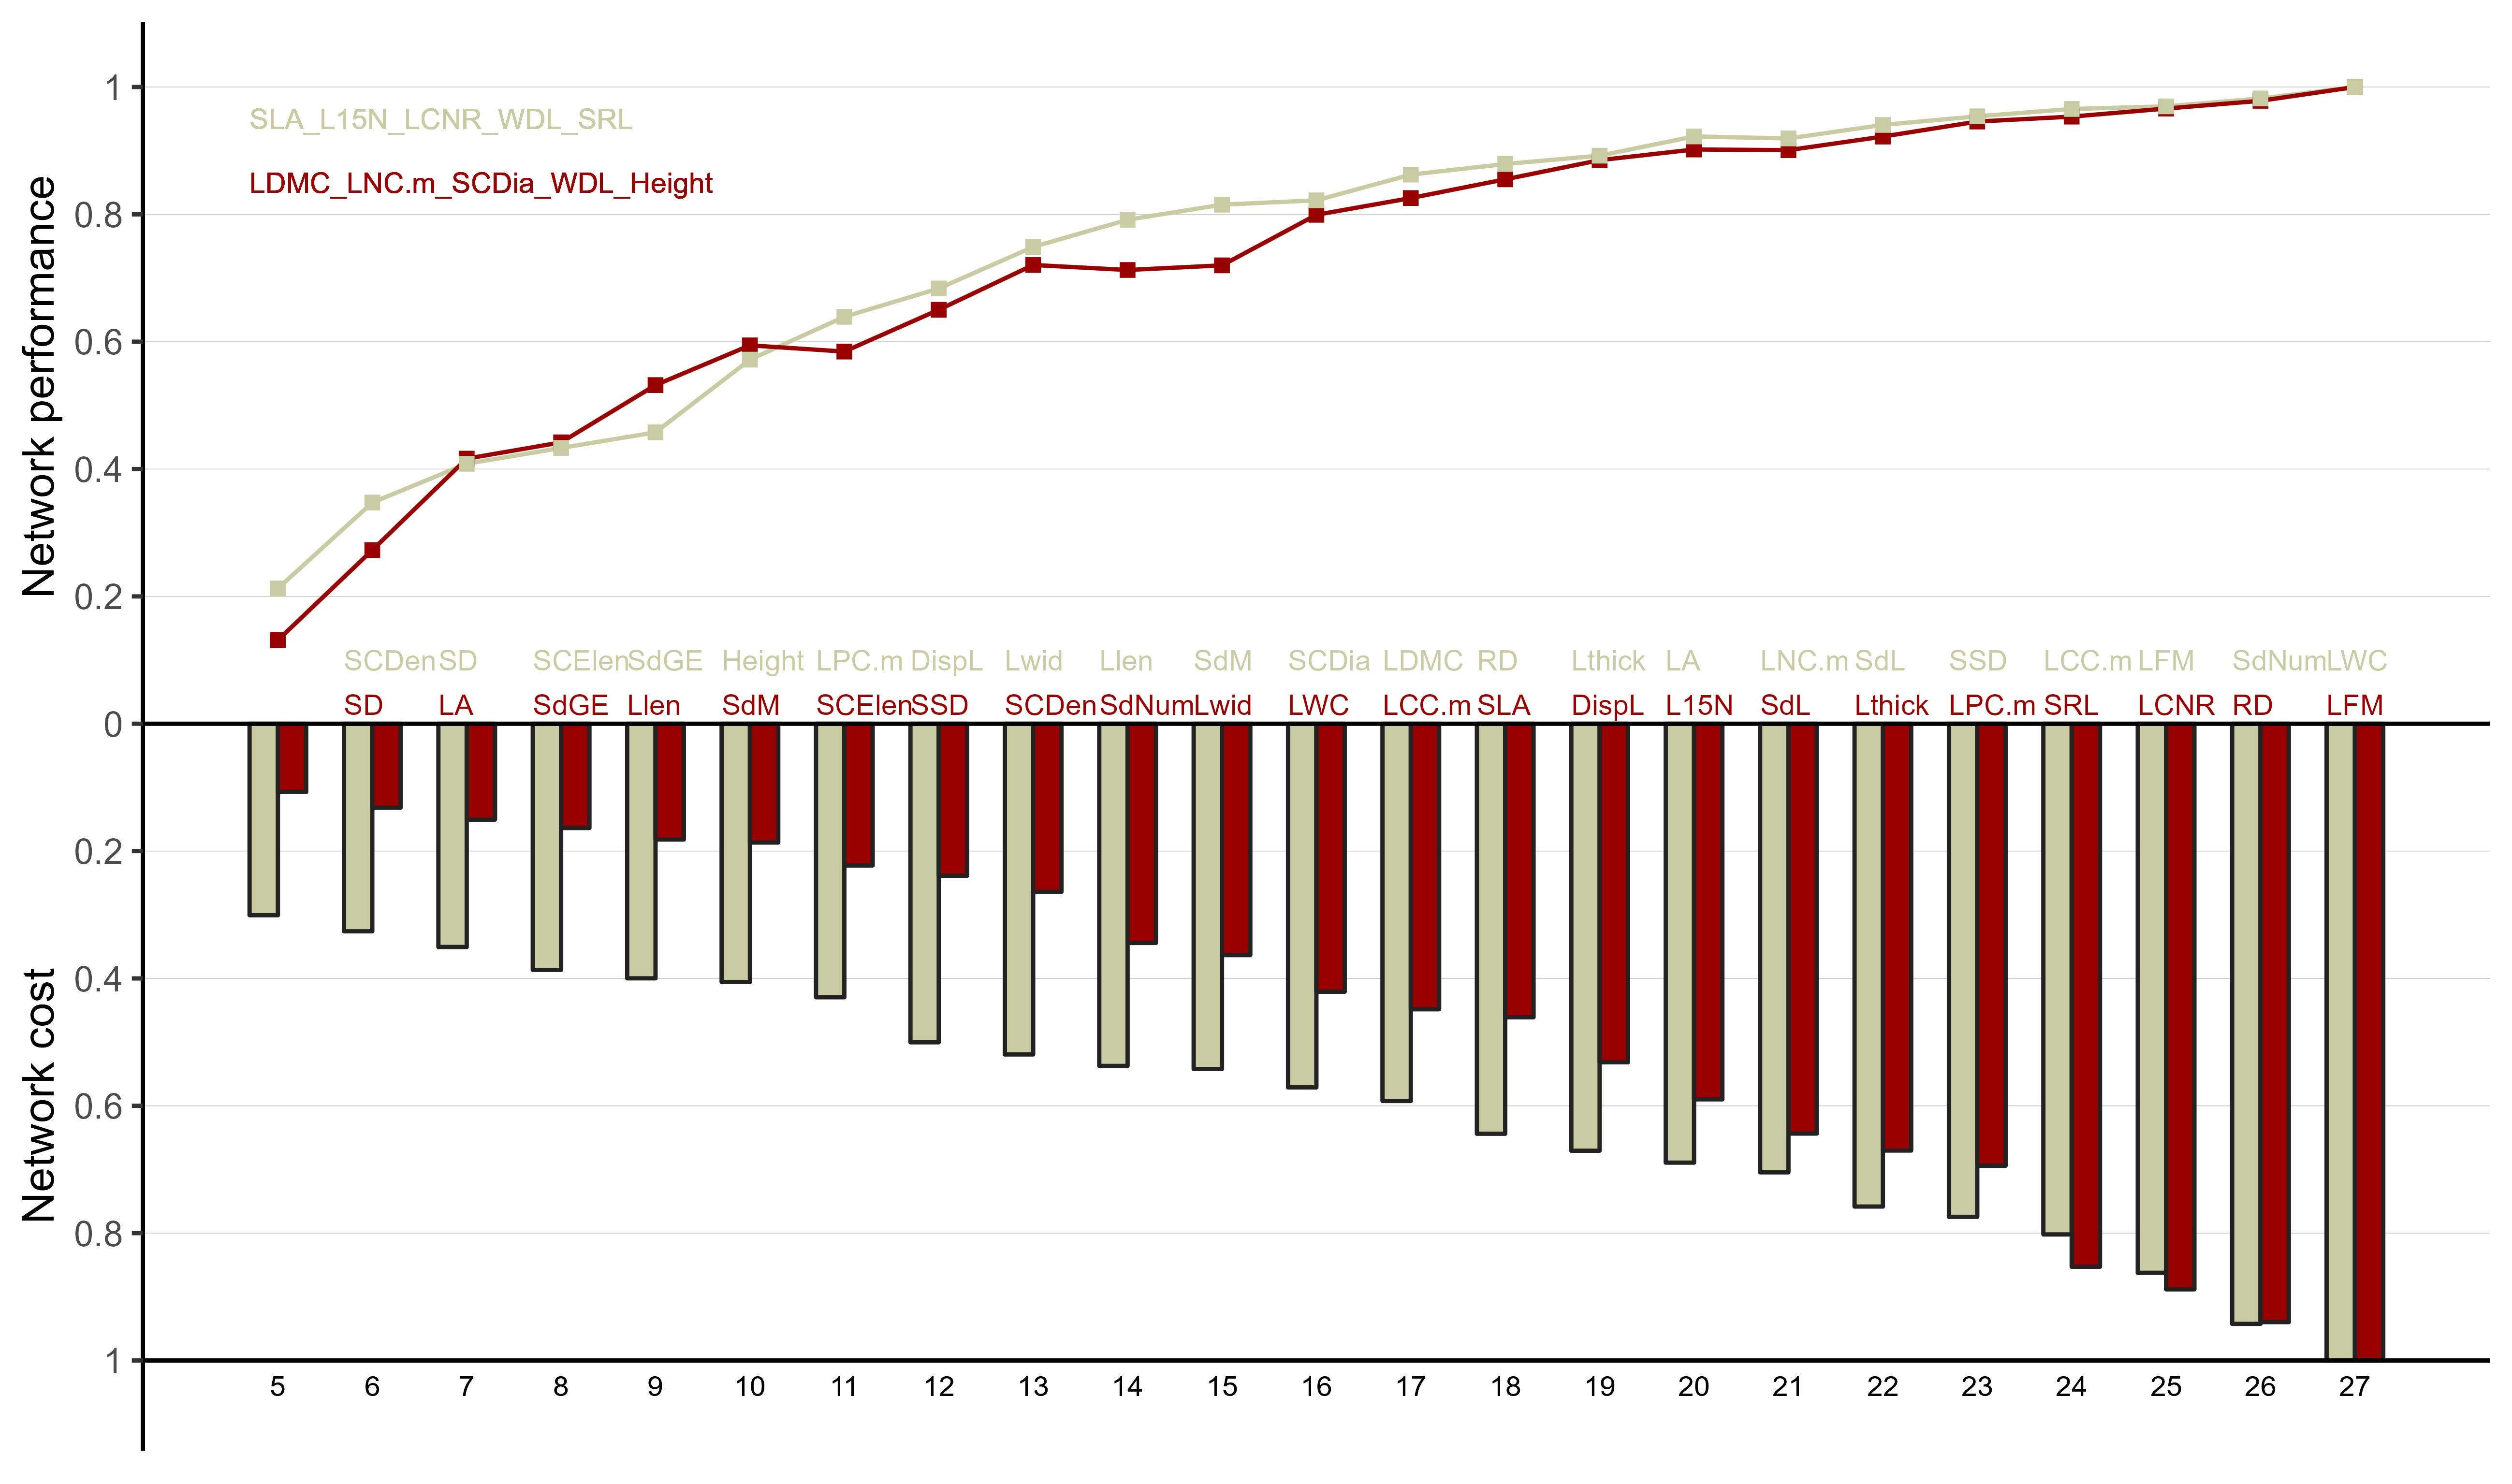 1
SLA_L15N_LCNR_WDL_SRL
LDMC_LNC.m_SCDia_WDL_Height
0.8
0.6
0.4
0.2
Network performance
SCDen SD SCElen SdGE Height LPC.m DispL Lwid Llen SdM SCDia LDMC RD Lthick LA LNC.m SdL SSD LCC.m LFM SdNum LWC
SD LA SdGE Llen SdM SCElen SSD SCDen SdNum Lwid LWC LCC.m SLA DispL L15N SdL Lthick LPC.m SRL LCNR RD LFM
0
0.2
0.4
0.6
0.8
1
Network cost
5 6 7 8 9 10 11 12 13 14 15 16 17 18 19 20 21 22 23 24 25 26 27